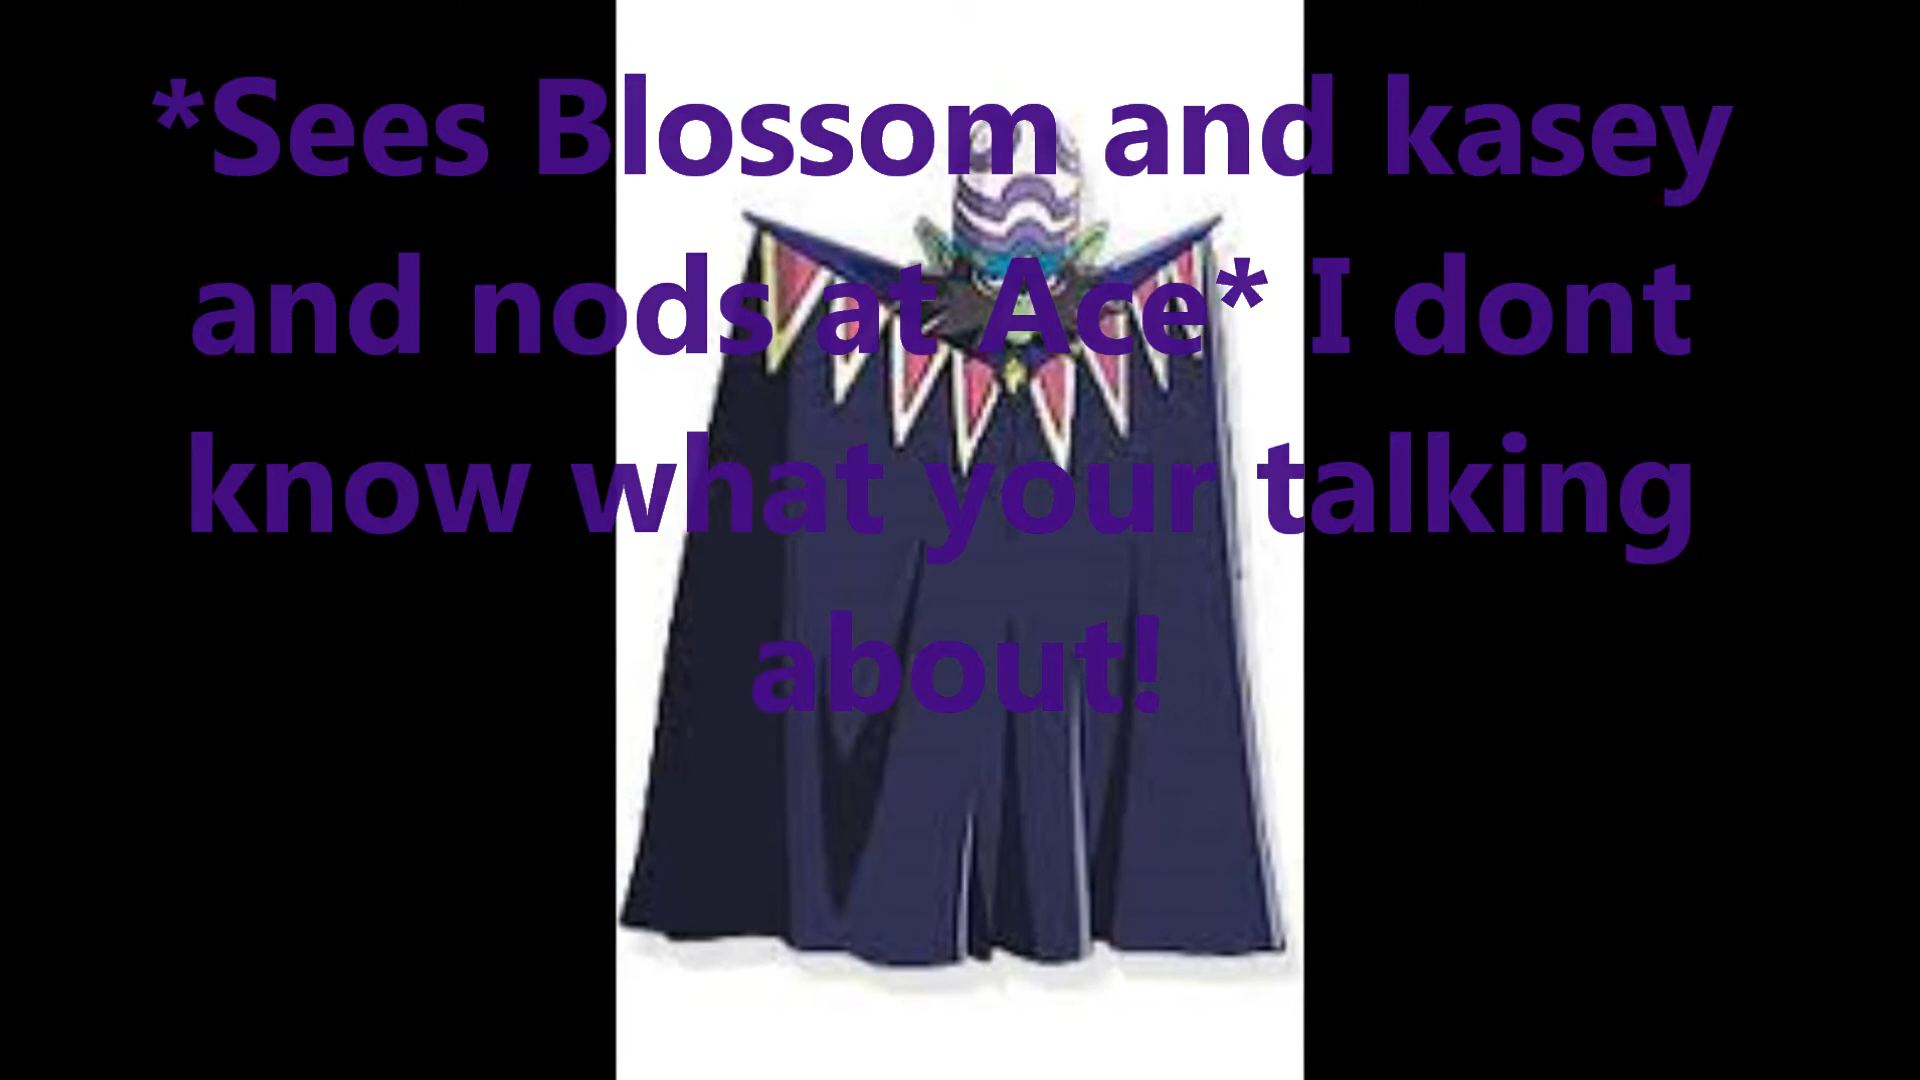 *Sees Blossom and kasey
and nods at Ace* I dont
know what your talking
about!